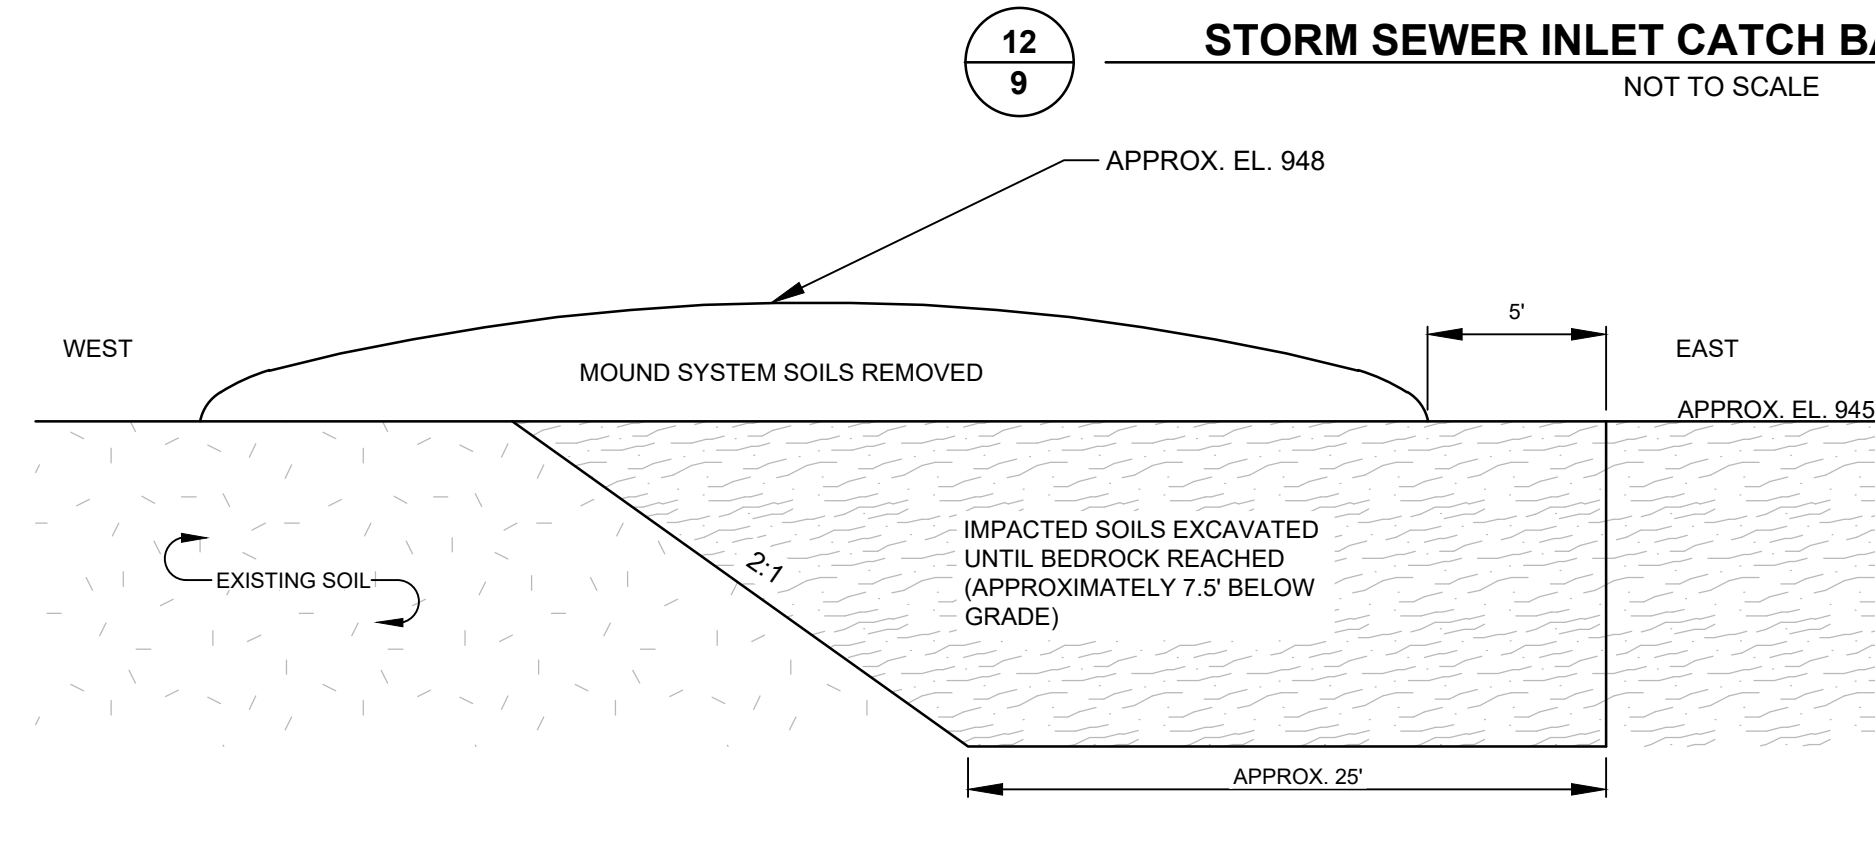 12
9
STORM SEWER INLET CATCH
NOT TO SCALE
APPROX. EL. 948
5'
WEST
EAST
MOUND SYSTEM SOILS REMOVED
APPROX. EL. 945
IMPACTED SOILS EXCAVATED
UNTIL BEDROCK REACHED
(APPROXIMATELY 7.5' BELOW
GRADE)
2:1
EXISTING SOIL
APPROX. 25'